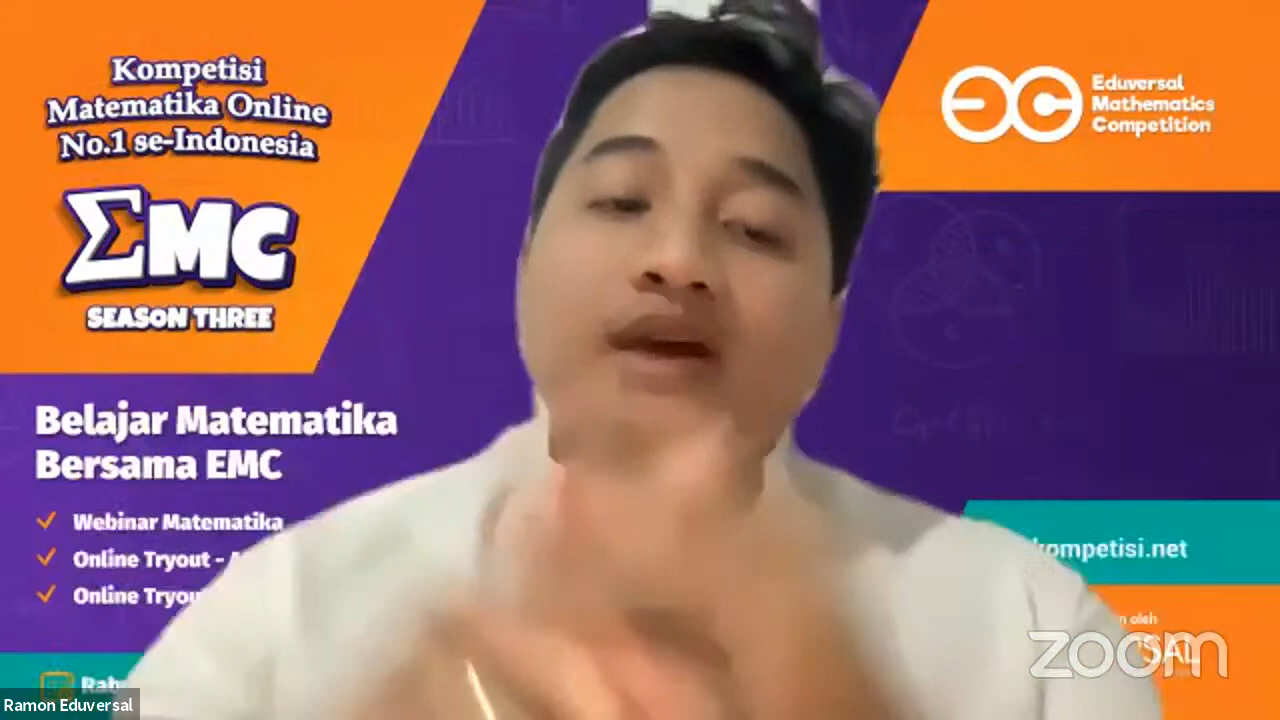 Kompetisi
Matematika Online
No.1 se-Indonesia
ΣMC
SEASON THREE
Belajar Matematika
Bersama EMC
Webinar Matematika
Online Tryout -
Online
Eduversal
Mathematics
Competition
kompetisi.net
oleh
zoom
Ramon Eduversal